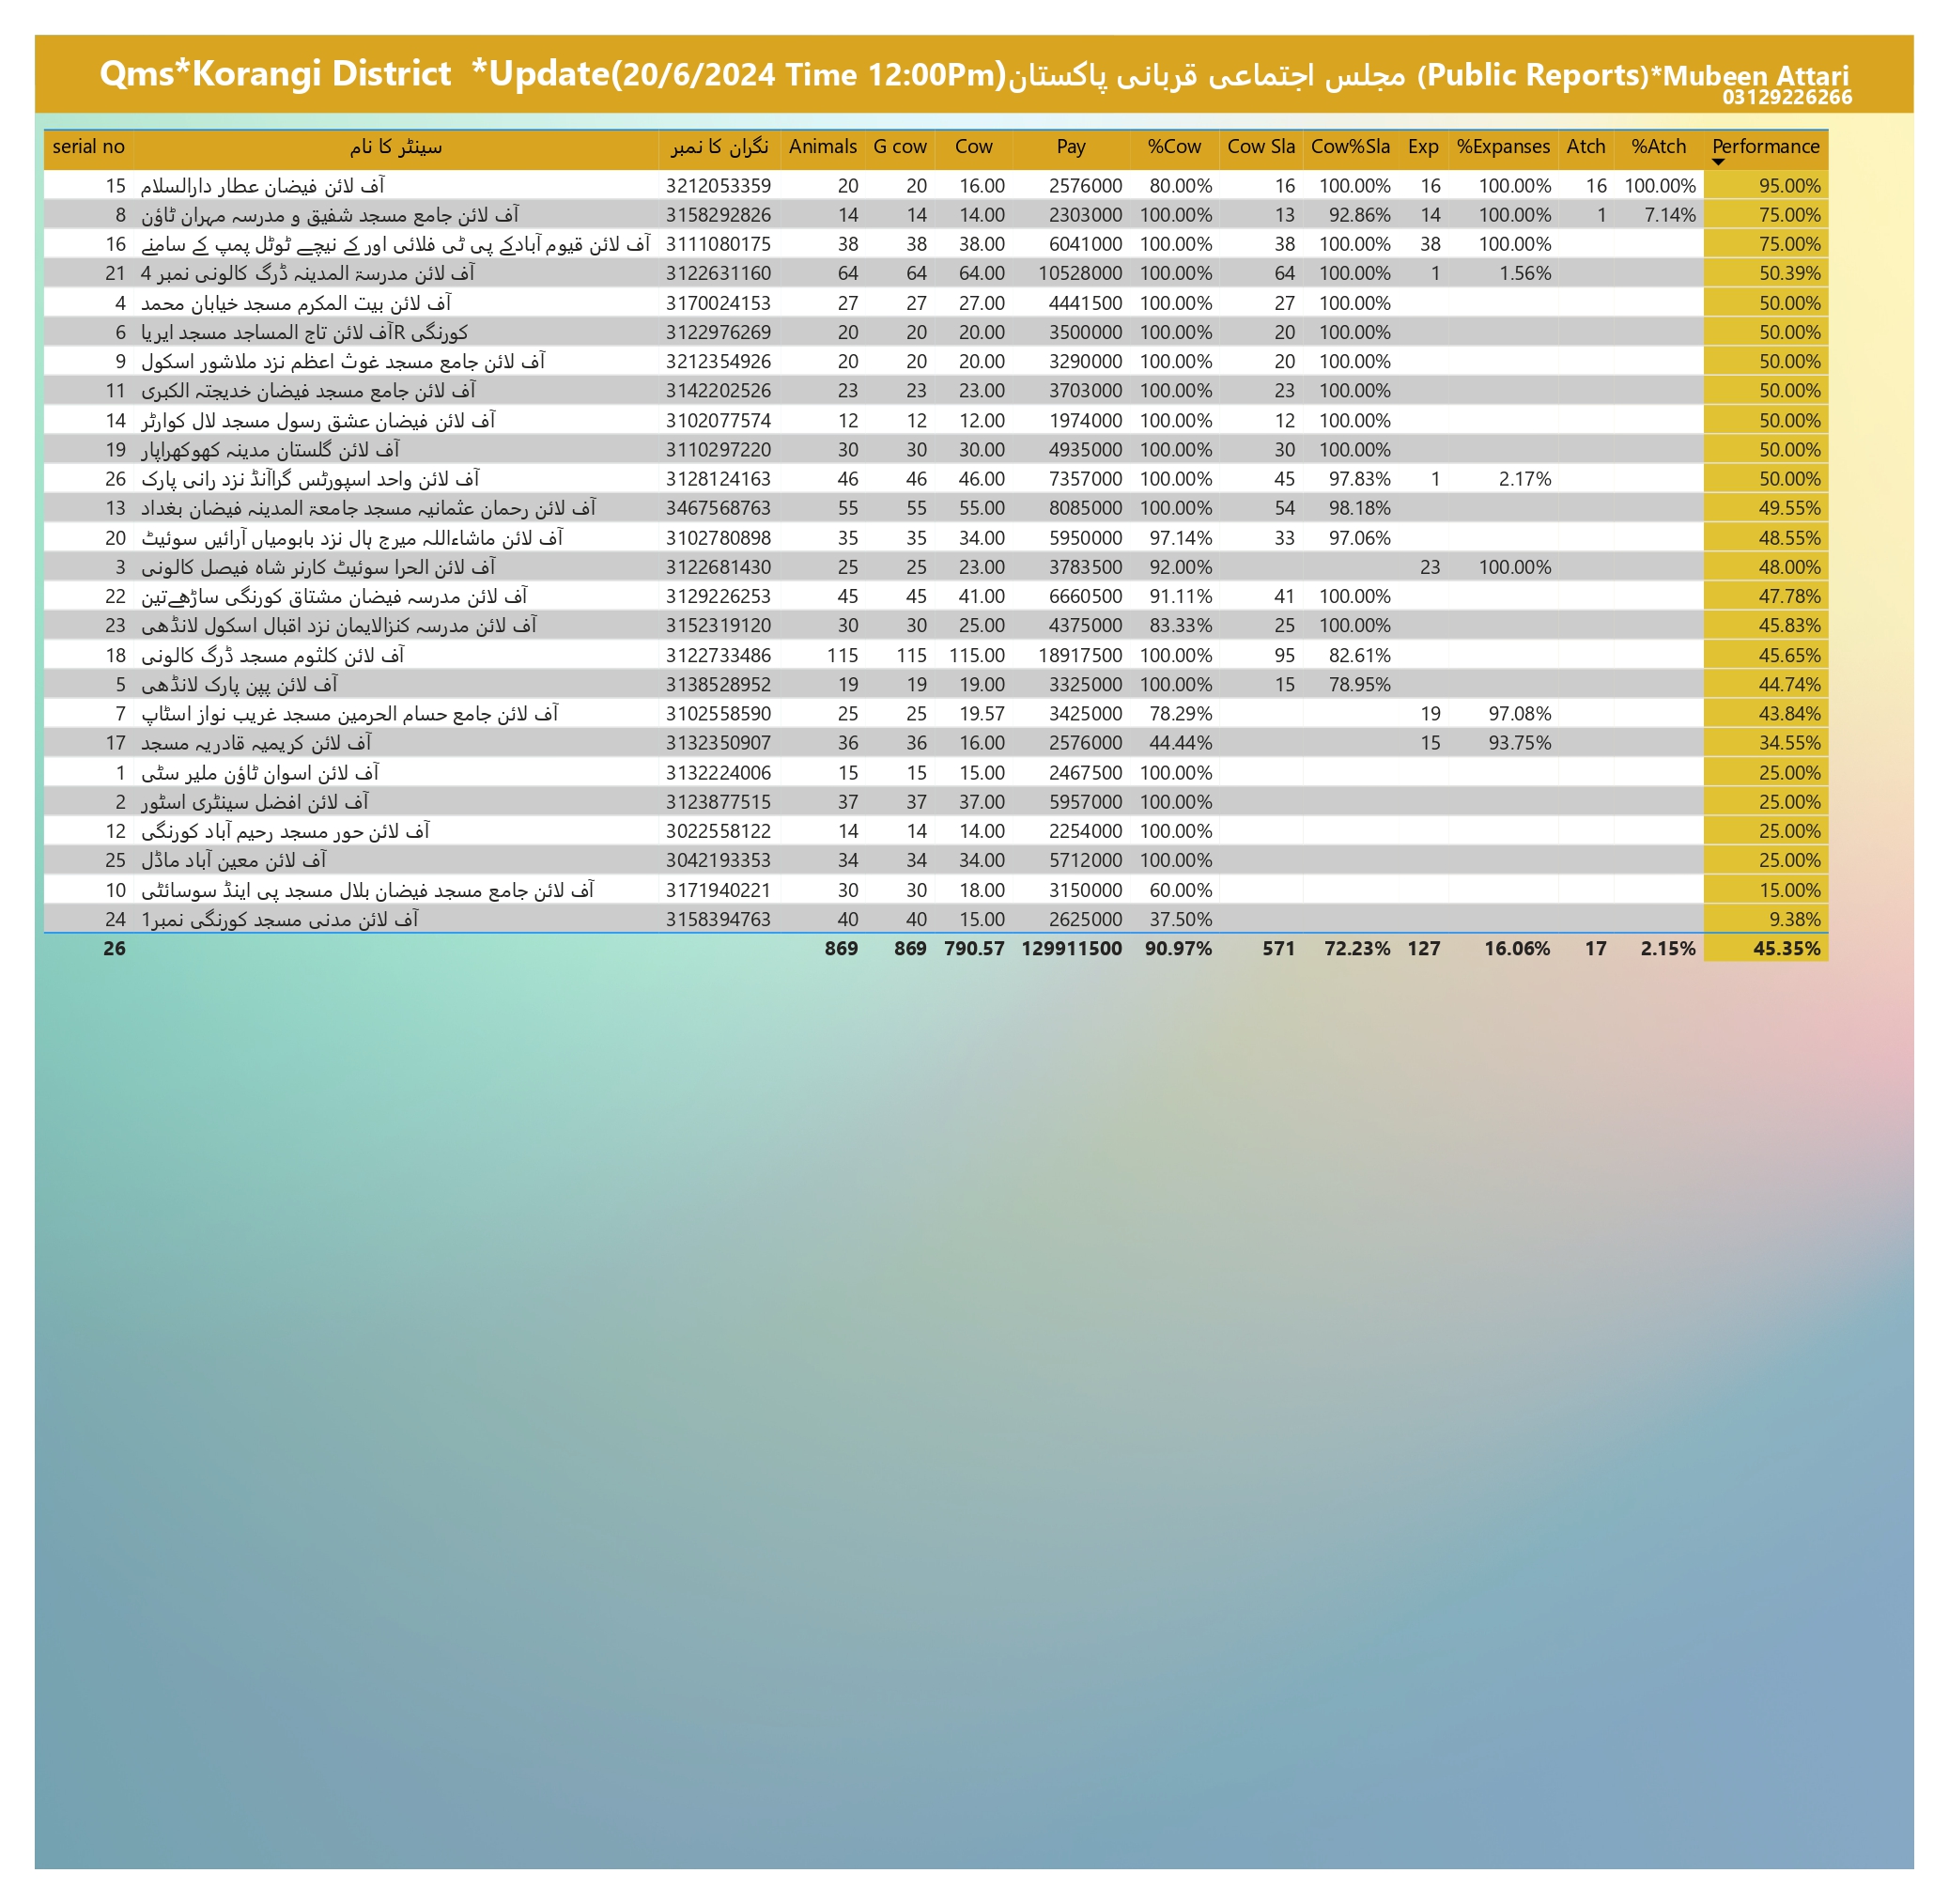 Qms*Korangi District *Update(20/6/2024 Time 12:00Pm)مجلس اجتماعی قربانی پاکستان (Public Reports)*Mubeen Attari
03129226266
serial no سینٹر کا نام نگران کا نمبر Animals G cow Cow Pay %Cow Cow Sla Cow%Sla Exp %Expanses Atch %Atch Performance
15 آف لائن فیضان عطار دارالسلام 3212053359 20 20 16.00 2576000 80.00% 16 100.00% 16 100.00% 16 100.00% 95.00%
8 آف لائن جامع مسجد شفیق و مدرسہ مہران ٹاؤن 3158292826 14 14 14.00 2303000 100.00% 13 92.86% 14 100.00% 1 7.14% 75.00%
16 آف لائن قیوم آبادکے پی ٹی فلائی اور کے نیچے ٹوٹل پمپ کے سامنے 3111080175 38 38 38.00 6041000 100.00% 38 100.00% 38 100.00% 75.00%
21 آف لائن مدرسۃ المدینہ ڈرگ کالونی نمبر 4 3122631160 64 64 64.00 10528000 100.00% 64 100.00% 1 1.56% 50.39%
4 آف لائن بیت المکرم مسجد خیابان محمد 3170024153 27 27 27.00 4441500 100.00% 27 100.00% 50.00%
6 آف لائن تاج المساجد مسجد ایریاR کورنگی 3122976269 20 20 20.00 3500000 100.00% 20 100.00% 50.00%
9 آف لائن جامع مسجد غوث اعظم نزد ملاشور اسکول 3212354926 20 20 20.00 3290000 100.00% 20 100.00% 50.00%
11 آف لائن جامع مسجد فیضان خدیجتہ الکبری 3142202526 23 23 23.00 3703000 100.00% 23 100.00% 50.00%
14 آف لائن فیضان عشق رسول مسجد لال کوارٹر 3102077574 12 12 12.00 1974000 100.00% 12 100.00% 50.00%
19 آف لائن گلستان مدینہ کھوکھراپار 3110297220 30 30 30.00 4935000 100.00% 30 100.00% 50.00%
26 آف لائن واحد اسپورٹس گراآنڈ نزد رانی پارک 3128124163 46 46 46.00 7357000 100.00% 45 97.83% 1 2.17% 50.00%
13 آف لائن رحمان عثمانیہ مسجد جامعۃ المدینہ فیضان بغداد 3467568763 55 55 55.00 8085000 100.00% 54 98.18% 49.55%
20 آف لائن ماشاءاللہ میرج ہال نزد بابومیاں آرائیں سوئیٹ 3102780898 35 35 34.00 5950000 97.14% 33 97.06% 48.55%
3 آف لائن الحرا سوئیٹ کارنر شاہ فیصل کالونی 3122681430 25 25 23.00 3783500 92.00% 23 100.00% 48.00%
22 آف لائن مدرسہ فیضان مشتاق کورنگی ساڑھےتین 3129226253 45 45 41.00 6660500 91.11% 41 100.00% 47.78%
23 آف لائن مدرسہ کنزالایمان نزد اقبال اسکول لانڈھی 3152319120 30 30 25.00 4375000 83.33% 25 100.00% 45.83%
18 آف لائن کلثوم مسجد ڈرگ کالونی 3122733486 115 115 115.00 18917500 100.00% 95 82.61% 45.65%
5 آف لائن پپن پارک لانڈھی 3138528952 19 19 19.00 3325000 100.00% 15 78.95% 44.74%
7 آف لائن جامع حسام الحرمین مسجد غریب نواز اسٹاپ 3102558590 25 25 19.57 3425000 78.29% 19 97.08% 43.84%
17 آف لائن کریمیہ قادریہ مسجد 3132350907 36 36 16.00 2576000 44.44% 15 93.75% 34.55%
1 آف لائن اسوان ٹاؤن ملیر سٹی 3132224006 15 15 15.00 2467500 100.00% 25.00%
2 آف لائن افضل سینٹری اسٹور 3123877515 37 37 37.00 5957000 100.00% 25.00%
12 آف لائن حور مسجد رحیم آباد کورنگی 3022558122 14 14 14.00 2254000 100.00% 25.00%
25 آف لائن معین آباد ماڈل 3042193353 34 34 34.00 5712000 100.00% 25.00%
10 آف لائن جامع مسجد فیضان بلال مسجد پی اینڈ سوسائٹی 3171940221 30 30 18.00 3150000 60.00% 15.00%
24 آف لائن مدنی مسجد کورنگی نمبر1 3158394763 40 40 15.00 2625000 37.50% 9.38%
26 869 869 790.57 129911500 90.97% 571 72.23% 127 16.06% 17 2.15% 45.35%